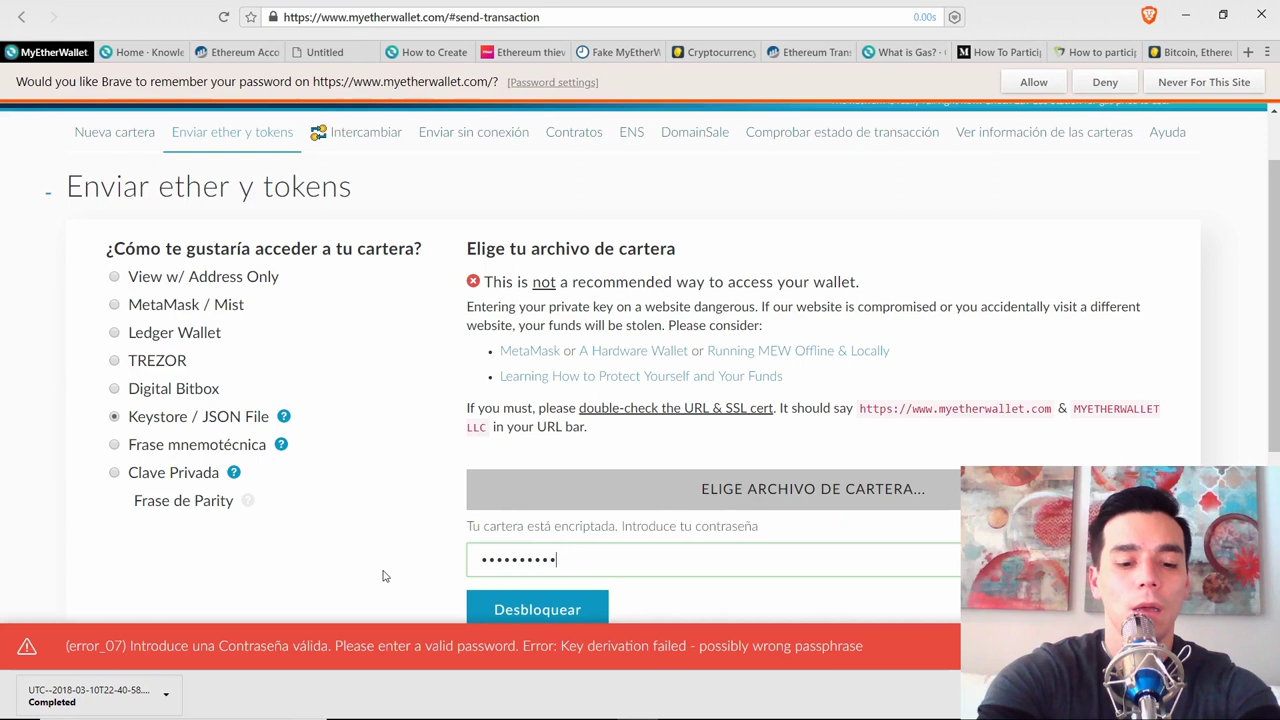 https://www.myetherwallet.com/#send-transaction
0.00s
MyEtherWallet
Home - Knowle
Ethereum Acco
Untitled
How to Create
Ethereum thiev
Fake MyEtherW
Cryptocurrency
Ethereum Tran
What is Gas? -
How To Particip
How to particip
Bitcoin, Ethere
Would you like Brave to remember your password on https://www.myetherwallet.com/? [Password settings]
Allow
Deny
Never For This Site
Nueva cartera
Enviar ether y tokens
Intercambiar
Enviar sin conexión
Contratos
ENS
DomainSale
Comprobar estado de transacción
Ver información de las carteras
Ayuda
Enviar ether y tokens
¿Cómo te gustaría acceder a tu cartera?
View w/ Address Only
MetaMask / Mist
Ledger Wallet
TREZOR
Digital Bitbox
Keystore / JSON File ?
Frase mnemotécnica ?
Clave Privada ?
Frase de Parity ?
Elige tu archivo de cartera
This is not a recommended way to access your wallet.
Entering your private key on a website dangerous. If our website is compromised or you accidentally visit a different
website, your funds will be stolen. Please consider:
• MetaMask or A Hardware Wallet or Running MEW Offline & Locally
• Learning How to Protect Yourself and Your Funds
If you must, please double-check the URL & SSL cert. It should say https://www.myetherwallet.com & MYETHERWALLET
LLC in your URL bar.
ELIGE ARCHIVO DE CARTERA...
Tu cartera está encriptada. Introduce tu contraseña
••••••••••
Desbloquear
(error_07) Introduce una Contraseña válida. Please enter a valid password. Error: Key derivation failed - possibly wrong passphrase
UTC--2018-03-10T22-40-58....
Completed